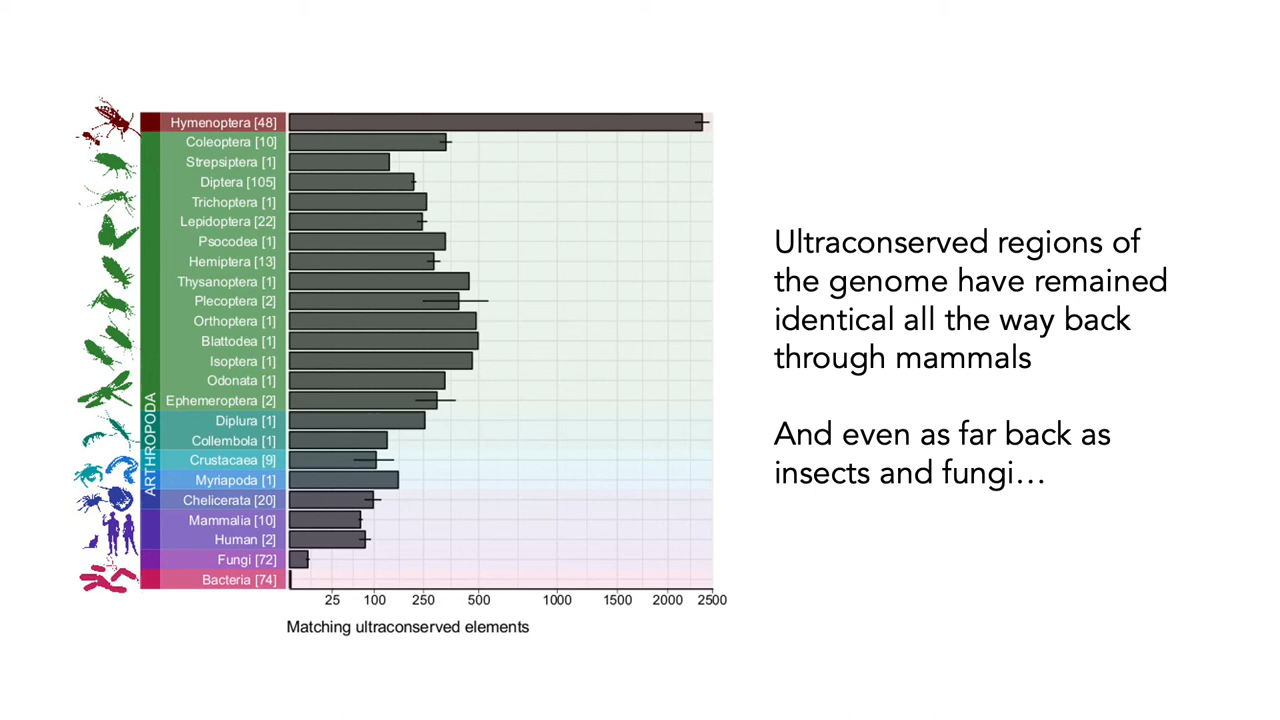 Hymenoptera [48]
Coleoptera [10]
Strepsiptera [1]
Diptera [105]
Trichoptera [1]
Lepidoptera [22]
Psocodea [1]
Hemiptera [13]
Thysanoptera [1]
Plecoptera [2]
Orthoptera [1]
Blattodea [1]
Isoptera [1]
Odonata [1]
Ephemeroptera [2]
Diplura [1]
Collembola [1]
Crustacaea [9]
Myriapoda [1]
Chelicerata [20]
Mammalia [10]
Human [2]
Fungi [72]
Bacteria [74]
ARTHROPODA
25 100 250 500 1000 1500 2000 2500
Matching ultraconserved elements
Ultraconserved regions of
the genome have remained
identical all the way back
through mammals
And even as far back as
insects and fungi…